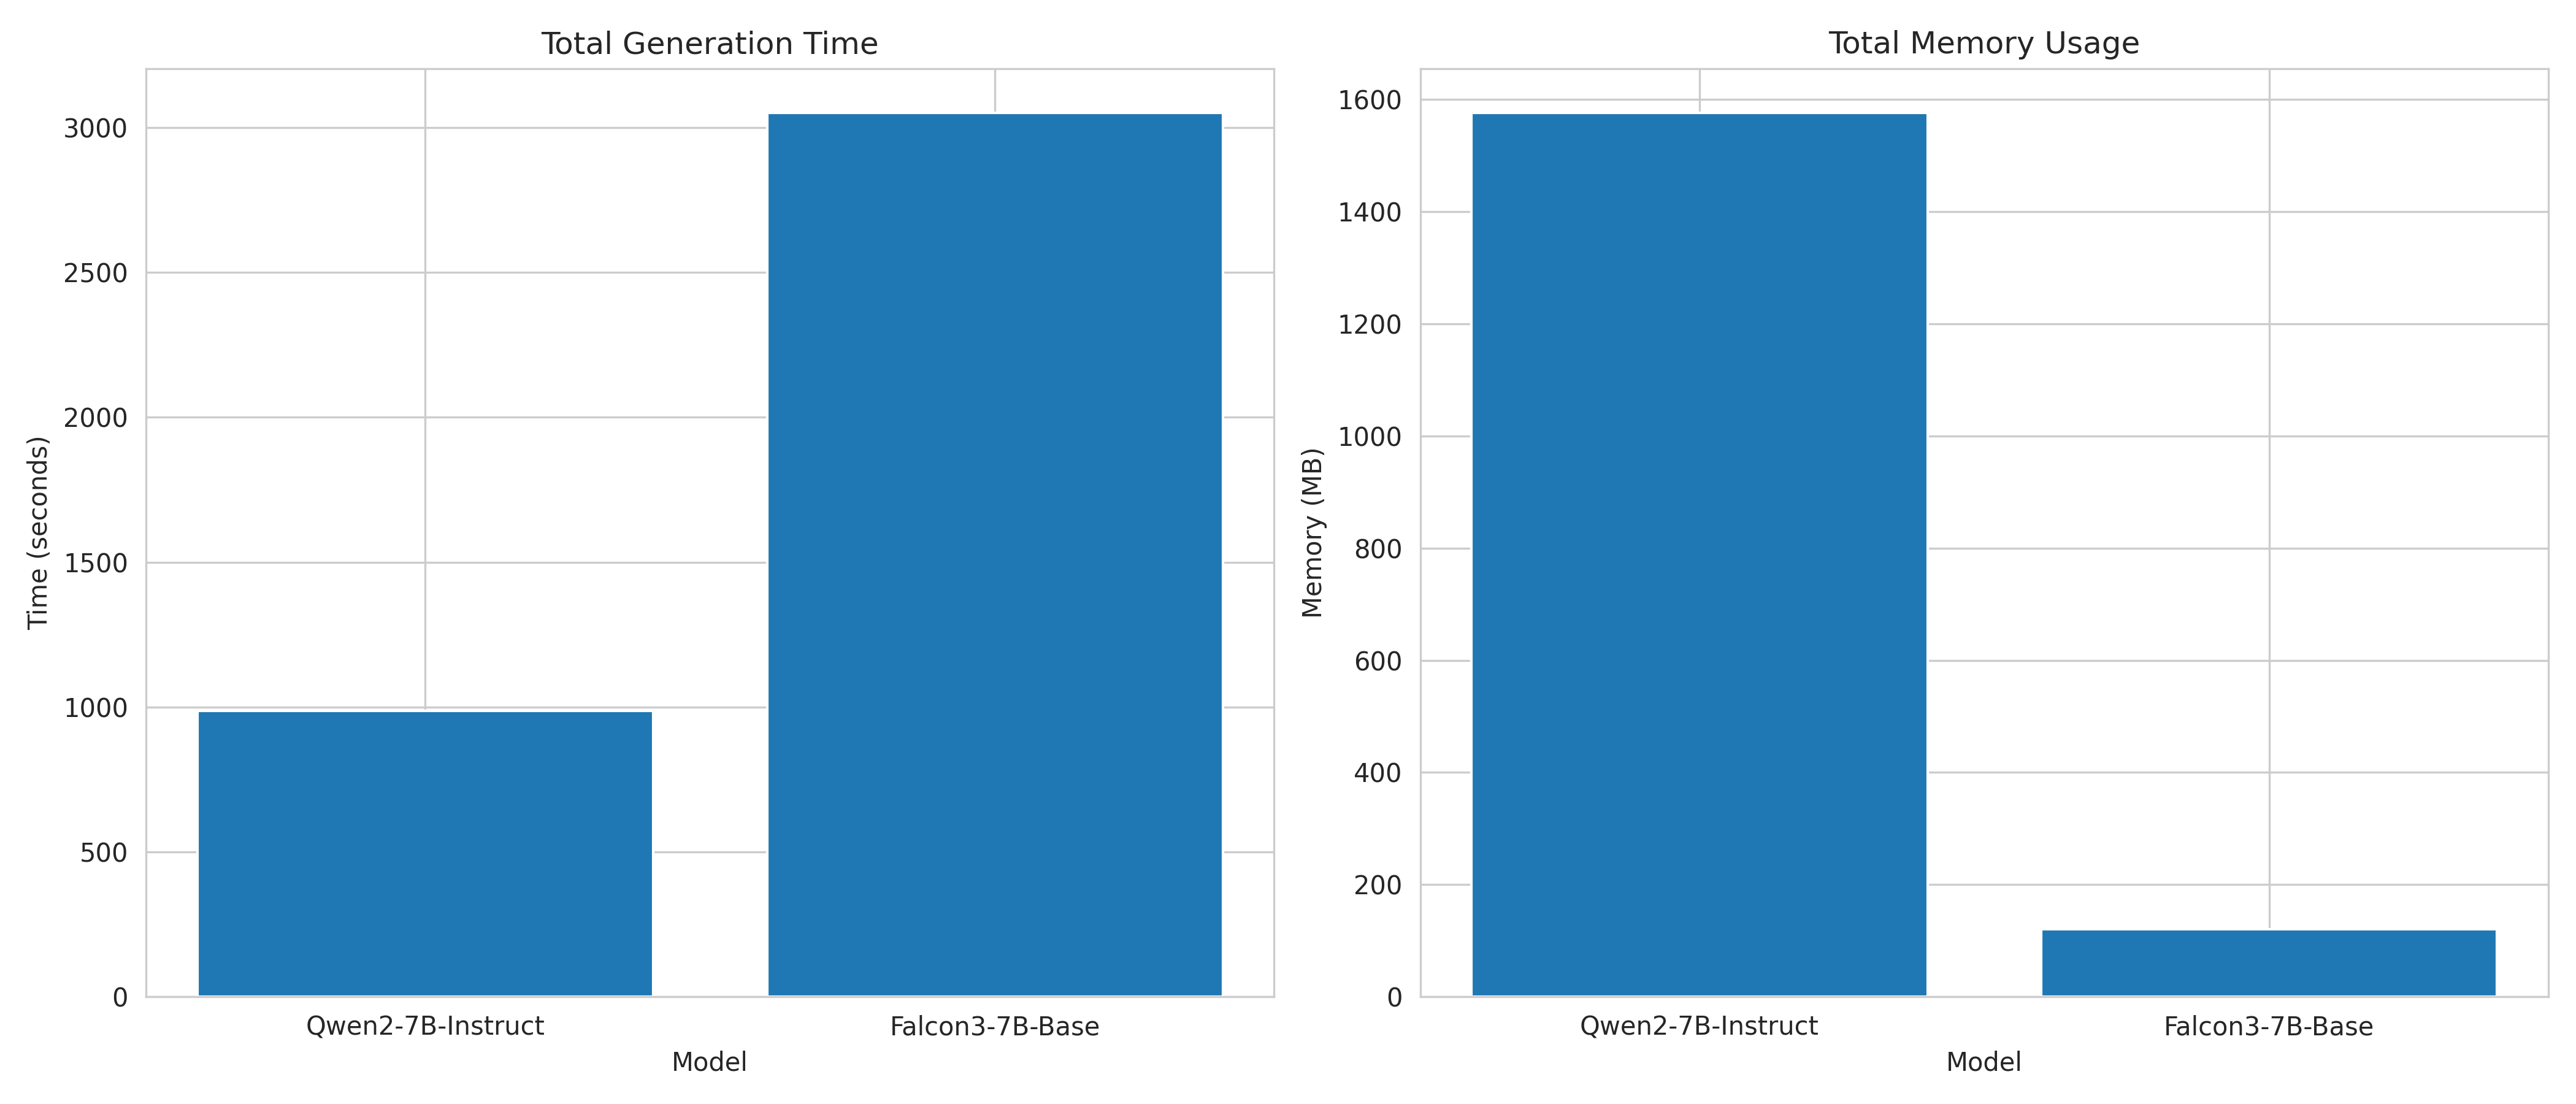 Total Generation Time
3000
2500
2000
1500
1000
500
0
Time (seconds)
Qwen2-7B-Instruct
Falcon3-7B-Base
Model
Total Memory Usage
1600
1400
1200
1000
800
600
400
200
0
Memory (MB)
Qwen2-7B-Instruct
Falcon3-7B-Base
Model